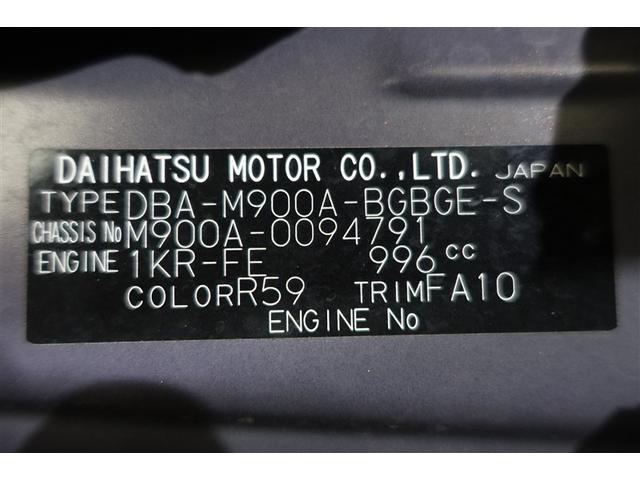 DAIHATSU MOTOR CO.,LTD. JAPAN
TYPE DBA-M900A-BGBGE-S
CHASSIS No M900A-0094791
ENGINE 1KR-FE 996 cc
COLOR R59 TRIM FA10
ENGINE No